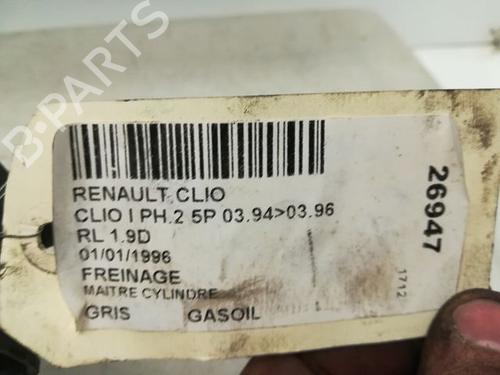 B-PARTS
RENAULT CLIO
CLIO I PH.2 5P 03.94>03.96
RL 1.9D
01/01/1996
FREINAGE
MAITRE CYLINDRE
GRIS GASOIL
26947
1712